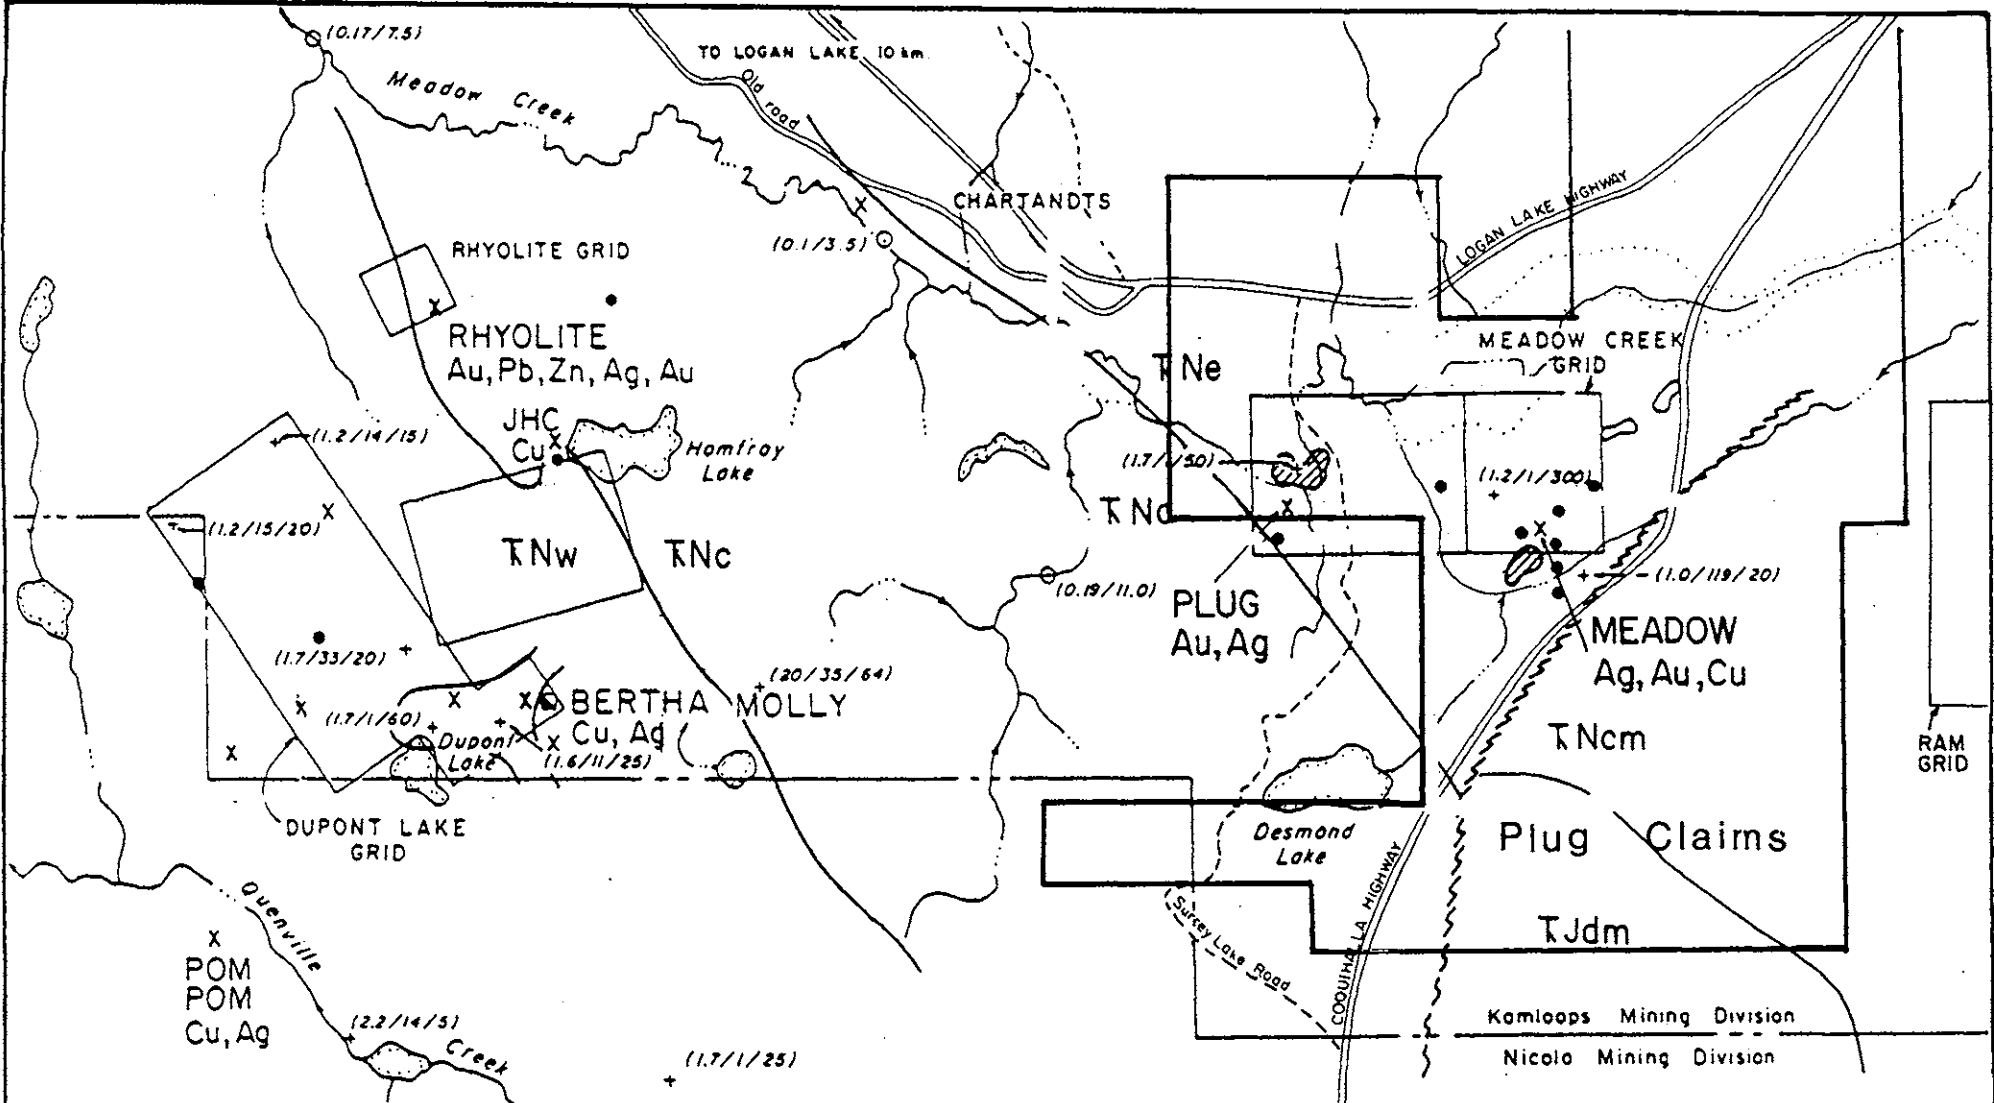 (0.17/7.5)
TO LOGAN LAKE 10 km.
Old road
Meadow Creek
CHARTANDTS
(0.1/3.5)
LOGAN LAKE HIGHWAY
RHYOLITE GRID
RHYOLITE
Au, Pb, Zn, Ag, Au
MEADOW CREEK
GRID
TNe
JHC
Cu
Homfray
Lake
(1.2/14/15)
(1.7/1/50)
(1.2/1/300)
(1.2/15/20)
TNw
TNc
TNc
(0.19/11.0)
(1.0/119/20)
PLUG
Au, Ag
MEADOW
Ag, Au, Cu
(1.7/33/20)
(20/35/64)
BERTHA MOLLY
Cu, Ag
(1.7/1/60)
Dupont
Lake
(1.6/11/25)
TNcm
RAM
GRID
DUPONT LAKE
GRID
Desmond
Lake
Plug Claims
COQUIHALLA HIGHWAY
Surrey Lake Road
TJdm
Quenville
Creek
POM
POM
Cu, Ag
(2.2/14/5)
(1.7/1/25)
Kamloops Mining Division
Nicola Mining Division